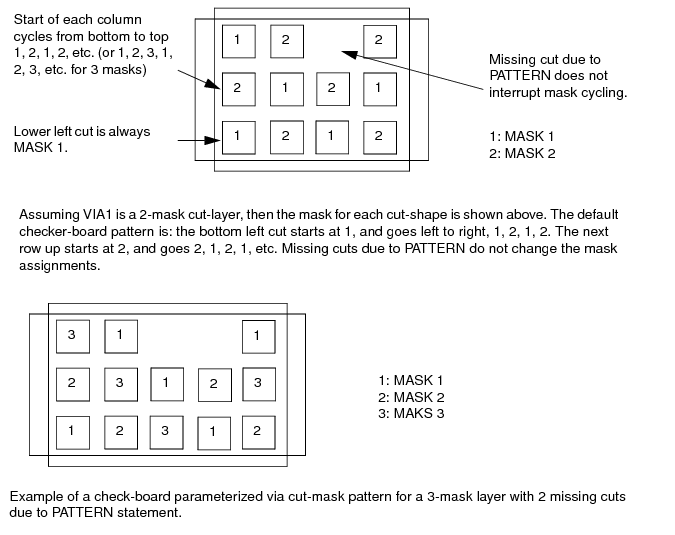 Start of each column
cycles from bottom to top
1, 2, 1, 2, etc. (or 1, 2, 3, 1,
2, 3, etc. for 3 masks)
Lower left cut is always
MASK 1.
1 2 2
2 1 2 1
1 2 1 2
Missing cut due to
PATTERN does not
interrupt mask cycling.
1: MASK 1
2: MASK 2
Assuming VIA1 is a 2-mask cut-layer, then the mask for each cut-shape is shown above. The default
checker-board pattern is: the bottom left cut starts at 1, and goes left to right, 1, 2, 1, 2. The next
row up starts at 2, and goes 2, 1, 2, 1, etc. Missing cuts due to PATTERN do not change the mask
assignments.
3 1 1
2 3 1 2 3
1 2 3 1 2
1: MASK 1
2: MASK 2
3: MAKS 3
Example of a check-board parameterized via cut-mask pattern for a 3-mask layer with 2 missing cuts
due to PATTERN statement.